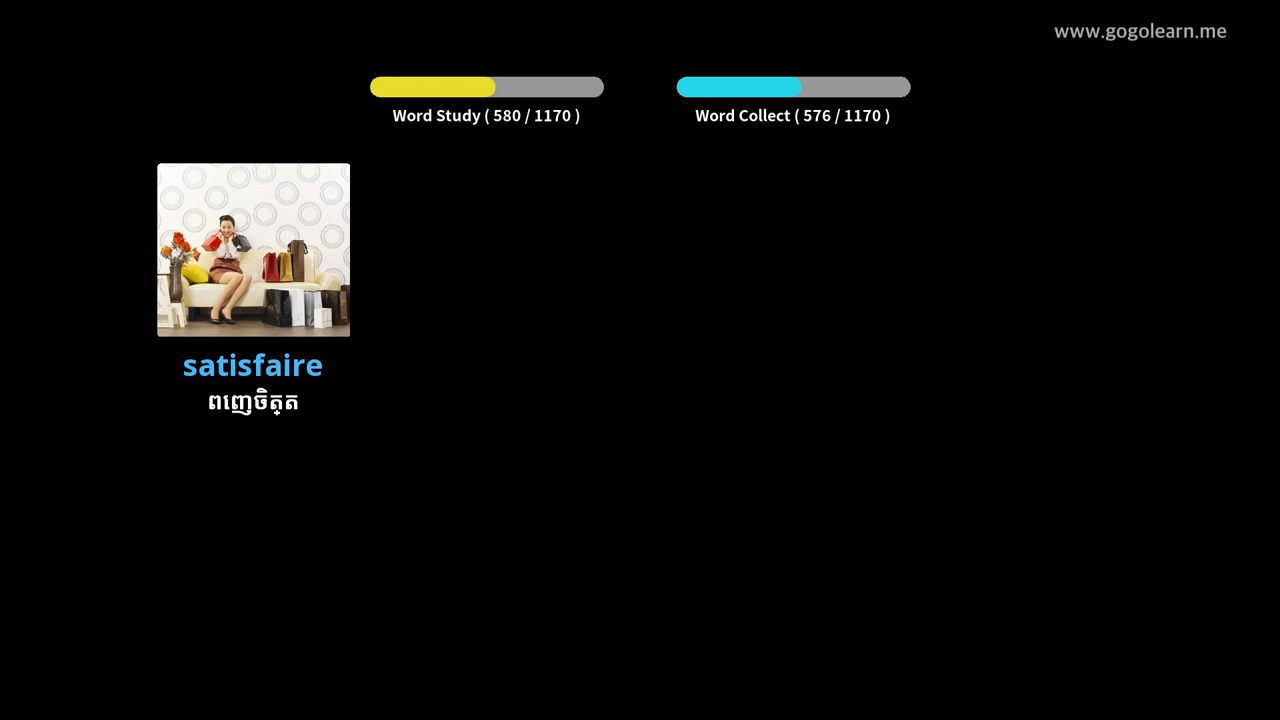 www.gogolearn.me
Word Study ( 580 / 1170 )
Word Collect ( 576 / 1170 )
satisfaire
ពញេចិត្ត